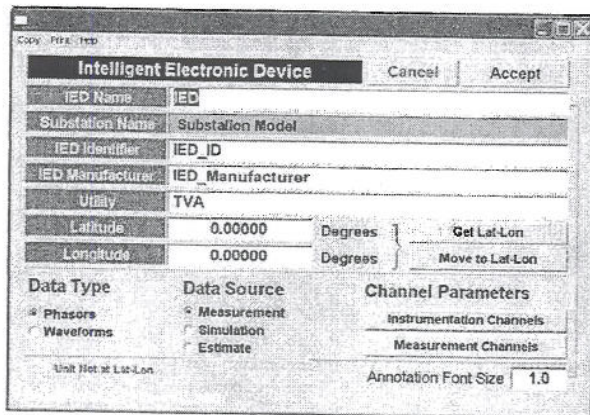 Copy Print Help
Intelligent Electronic Device Cancel Accept
IED Name IED
Substation Name Substation Model
IED Identifier IED_ID
IED Manufacturer IED_Manufacturer
Utility TVA
Latitude 0.00000 Degrees Get Lat-Lon
Longitude 0.00000 Degrees Move to Lat-Lon
Data Type Data Source Channel Parameters
Phasors Measurement Instrumentation Channels
Waveforms Simulation
Estimate Measurement Channels
Unit Not at Lat-Lon Annotation Font Size 1.0